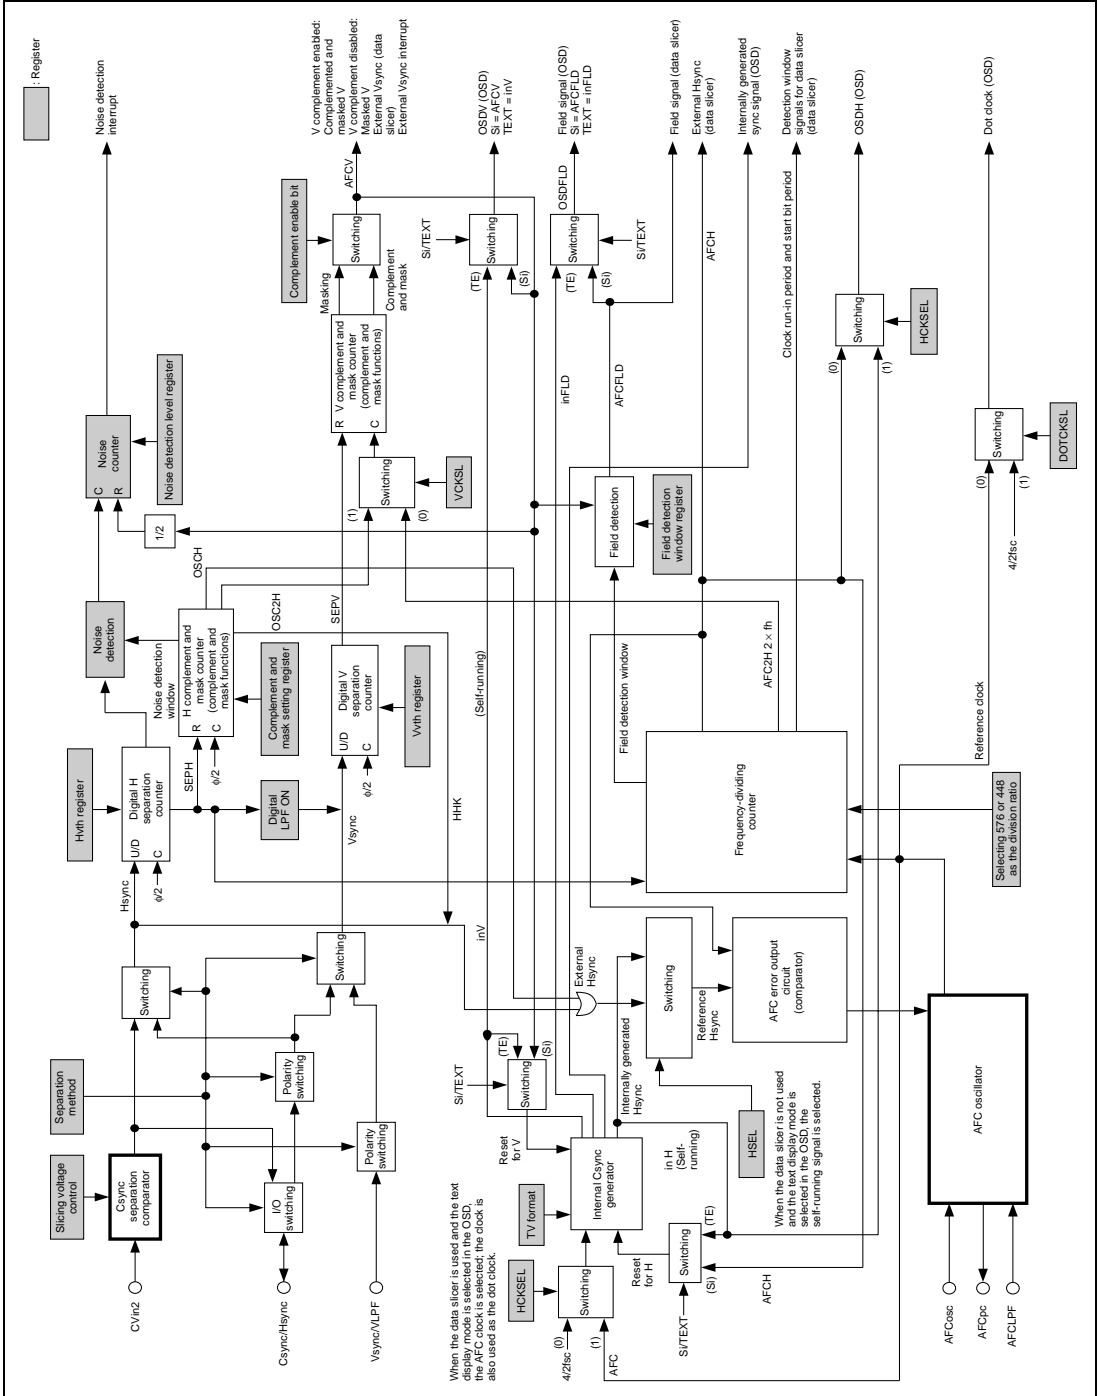 : Register
Noise detection
interrupt
V complement enabled:
Complemented and
masked V
V complement disabled:
Masked V
External Vsync (data
slicer)
External Vsync interrupt
OSDV (OSD)
Si = AFCV
TEXT = inV
Field signal (OSD)
Si = AFCFLD
TEXT = inFLD
Field signal (data slicer)
External Hsync
(data slicer)
Internally generated
sync signal (OSD)
Detection window
signals for data slicer
(data slicer)
OSDH (OSD)
Dot clock (OSD)
AFCV
OSDFLD
AFCH
Clock run-in period and start bit period
Complement enable bit
Switching
Si/TEXT
Switching
(TE)
(Si)
Switching
Si/TEXT
(TE)
(Si)
Masking
Complement
and mask
R
C
V complement and
mask counter
(complement and
mask functions)
inFLD
AFCFLD
Switching
(0)
(1)
HCKSEL
Noise
counter
C
R
Noise detection level register
1/2
Switching
(1)
(0)
VCKSL
Field detection
Field detection
window register
Switching
(0)
(1)
4/2fsc
DOTCKSL
Noise
detection
OSCH
OSC2H
SEPV
Noise detection
window
H complement and
mask counter
(complement and
mask functions)
R
C
ϕ/2
Complement and
mask setting register
Digital V
separation
counter
U/D
C
ϕ/2
Vvth register
(Self-running)
Field detection window
AFC2H 2 × fh
Reference clock
Hvth register
Digital H
separation
counter
U/D
C
ϕ/2
SEPH
Digital
LPF ON
Vsync
HHK
Frequency-dividing
counter
Selecting 576 or 448
as the division ratio
Hsync
Switching
Switching
inV
External
Hsync
Switching
Reference
Hsync
AFC error output
circuit
(comparator)
Separation
method
Polarity
switching
Polarity
switching
Si/TEXT
Switching
(TE)
(Si)
Internally generated
Hsync
HSEL
When the data slicer is not used
and the text display mode is
selected in the OSD, the
self-running signal is selected.
AFC oscillator
Slicing voltage
control
Csync
separation
comparator
I/O
switching
Reset
for V
Internal Csync
generator
in H
(Self-
running)
TV format
CVin2
Csync/Hsync
Vsync/VLPF
When the data slicer is used and the text
display mode is selected in the OSD,
the AFC clock is selected; the clock is
also used as the dot clock.
HCKSEL
Switching
4/2fsc
(0)
(1)
AFC
Reset
for H
Switching
(TE)
(Si)
Si/TEXT
AFCH
AFCosc
AFCpc
AFCLPF